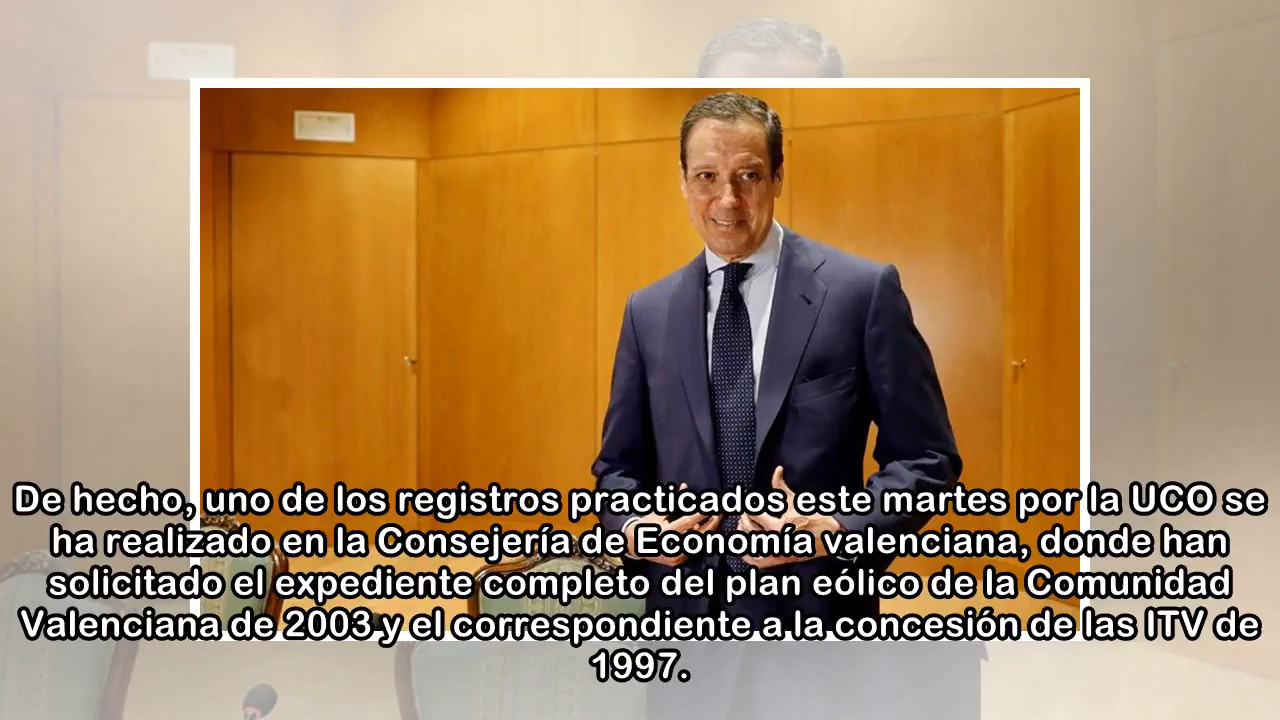 De hecho, uno de los registros practicados este martes por la UCO se
ha realizado en la Consejería de Economía valenciana, donde han
solicitado el expediente completo del plan eólico de la Comunidad
Valenciana de 2003 y el correspondiente a la concesión de las ITV de
1997.